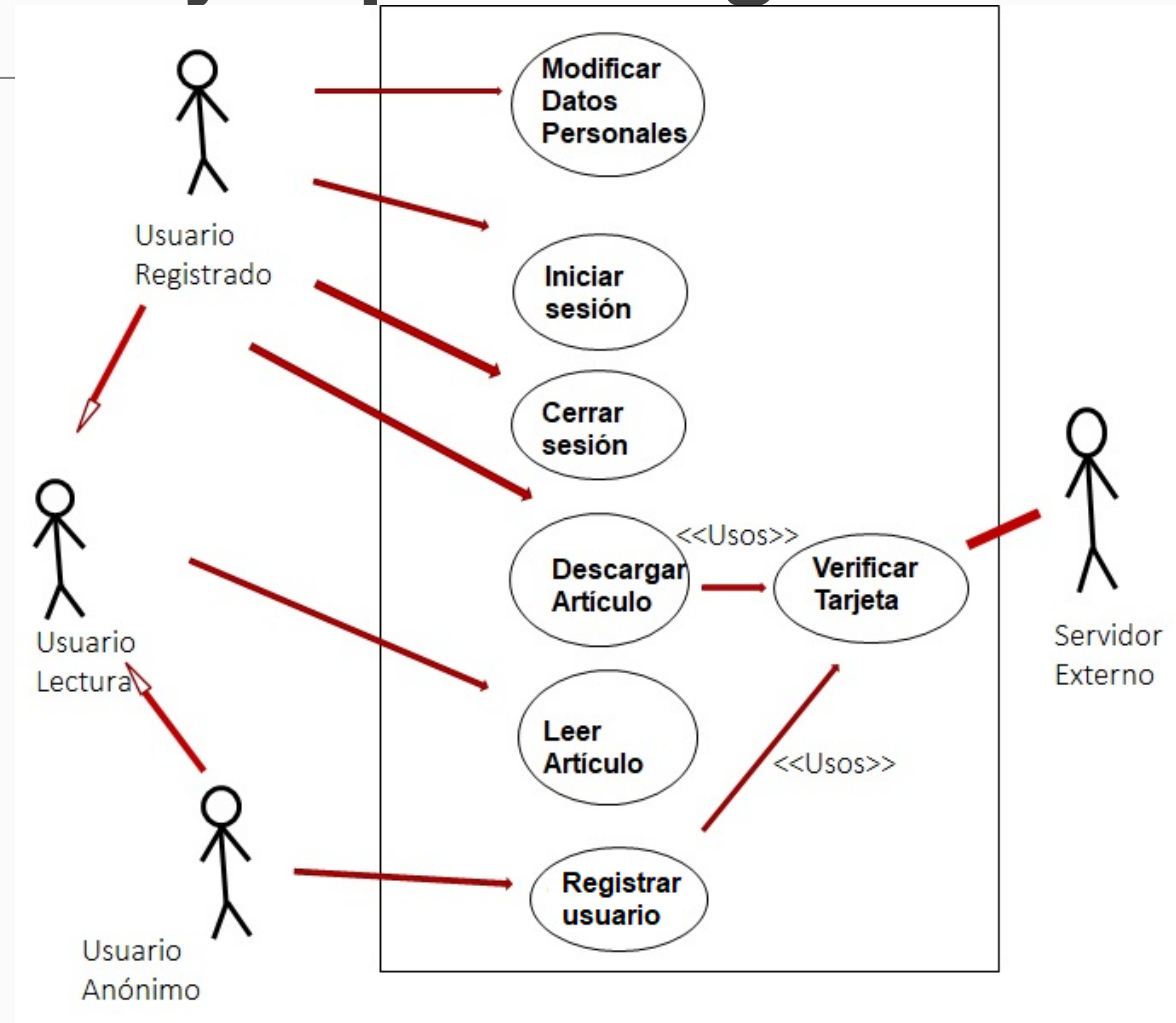 Modificar
Datos
Personales
Usuario
Registrado
Iniciar
sesión
Cerrar
sesión
<<Usos>>
Descargar
Artículo
Verificar
Tarjeta
Usuario
Lectura
Servidor
Externo
Leer
Artículo
<<Usos>>
Registrar
usuario
Usuario
Anónimo